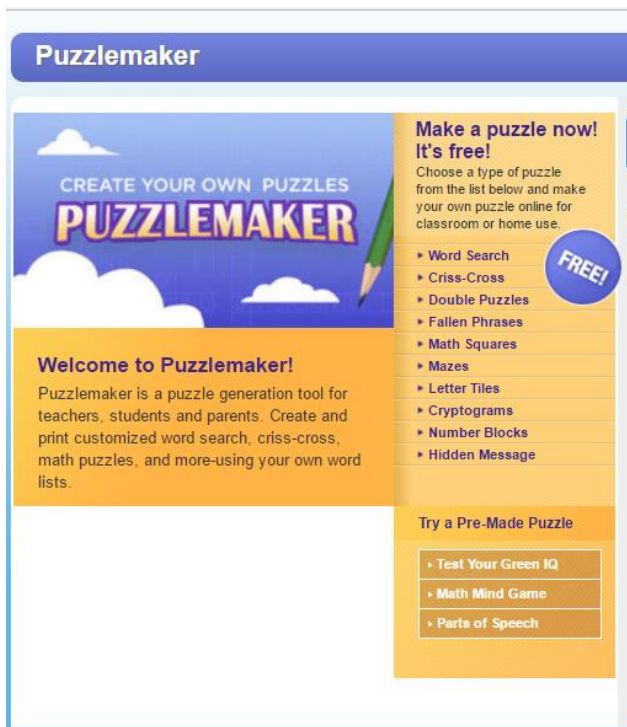 Puzzlemaker
CREATE YOUR OWN PUZZLES
PUZZLEMAKER
Welcome to Puzzlemaker!
Puzzlemaker is a puzzle generation tool for
teachers, students and parents. Create and
print customized word search, criss-cross,
math puzzles, and more-using your own word
lists.
Make a puzzle now!
It's free!
Choose a type of puzzle
from the list below and make
your own puzzle online for
classroom or home use.
FREE!
Word Search
Criss-Cross
Double Puzzles
Fallen Phrases
Math Squares
Mazes
Letter Tiles
Cryptograms
Number Blocks
Hidden Message
Try a Pre-Made Puzzle
Test Your Green IQ
Math Mind Game
Parts of Speech